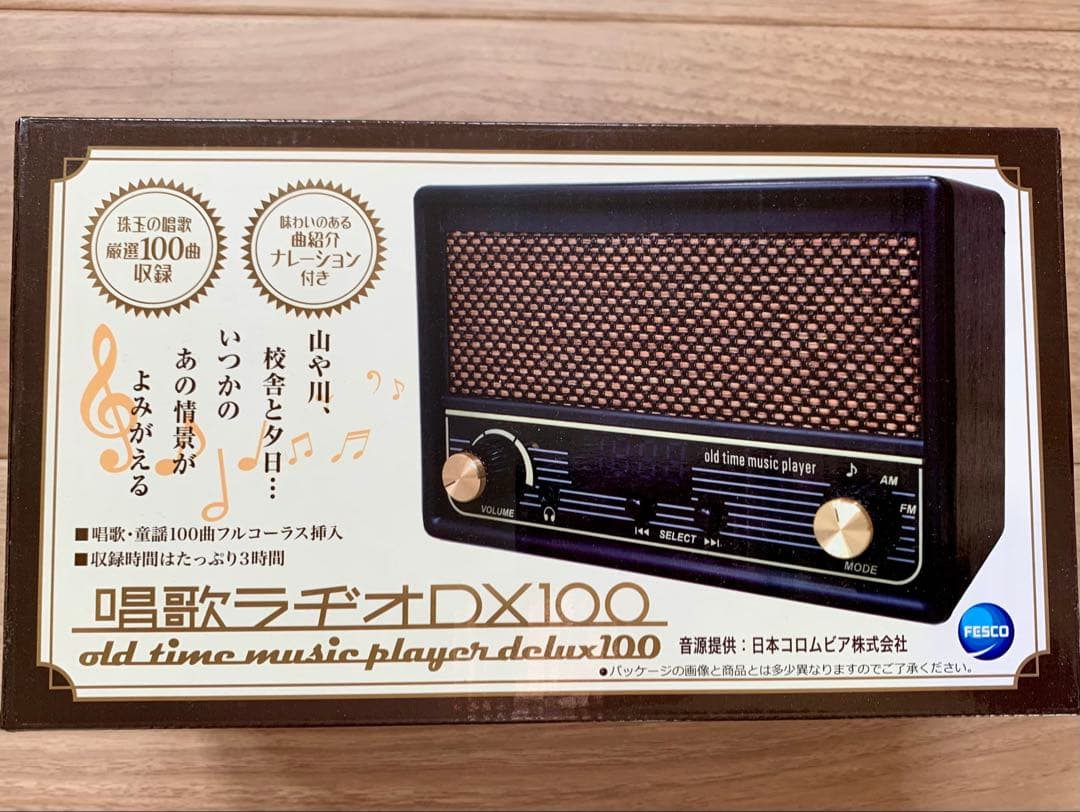 珠玉の唱歌
厳選100曲
収録
味わいのある
曲紹介
ナレーション
付き
山や川、
校舎と夕日…
いつかの
あの情景が
よみがえる
■唱歌・童謡100曲フルコーラス挿入
■収録時間はたっぷり3時間
唱歌ラヂオDX100
old time music player delux100
old time music player
AM
FM
VOLUME
SELECT
MODE
FESCO
音源提供：日本コロムビア株式会社
●パッケージの画像と商品とは多少異なりますのでご了承ください。